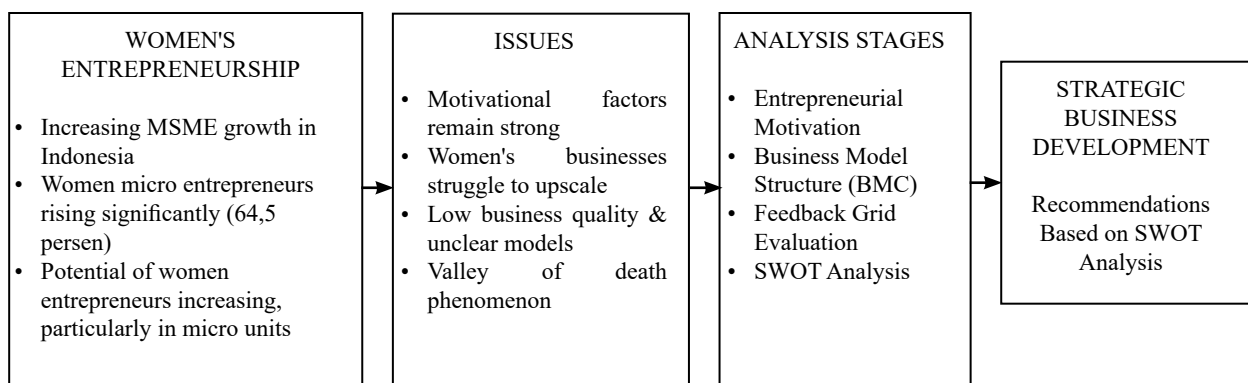 WOMEN'S
ENTREPRENEURSHIP
• Increasing MSME growth in
Indonesia
• Women micro entrepreneurs
rising significantly (64,5
persen)
• Potential of women
entrepreneurs increasing,
particularly in micro units
ISSUES
• Motivational factors
remain strong
• Women's businesses
struggle to upscale
• Low business quality &
unclear models
• Valley of death
phenomenon
ANALYSIS STAGES
• Entrepreneurial
Motivation
• Business Model
Structure (BMC)
• Feedback Grid
Evaluation
• SWOT Analysis
STRATEGIC
BUSINESS
DEVELOPMENT
Recommendations
Based on SWOT
Analysis